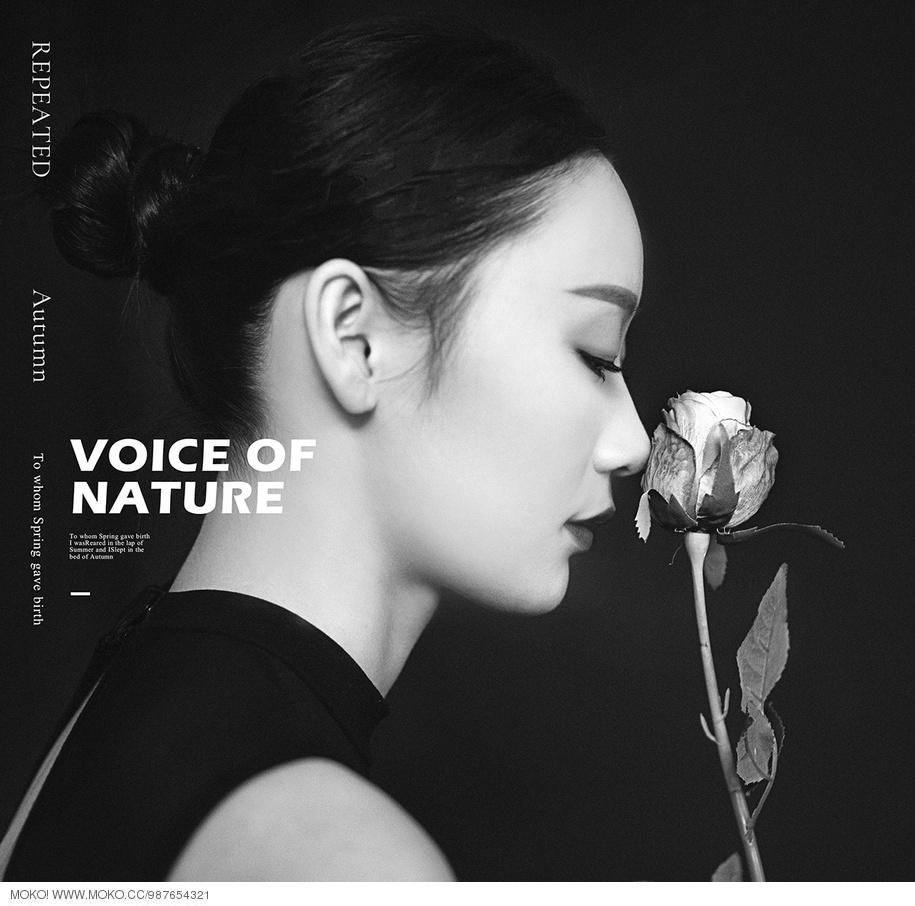 REPEATED
Autumn
To whom Spring gave birth
VOICE OF
NATURE
To whom Spring gave birth
I wasReared in the lap of
Summer and ISlept in the
bed of Autumn
MOKO! WWW.MOKO.CC/987654321